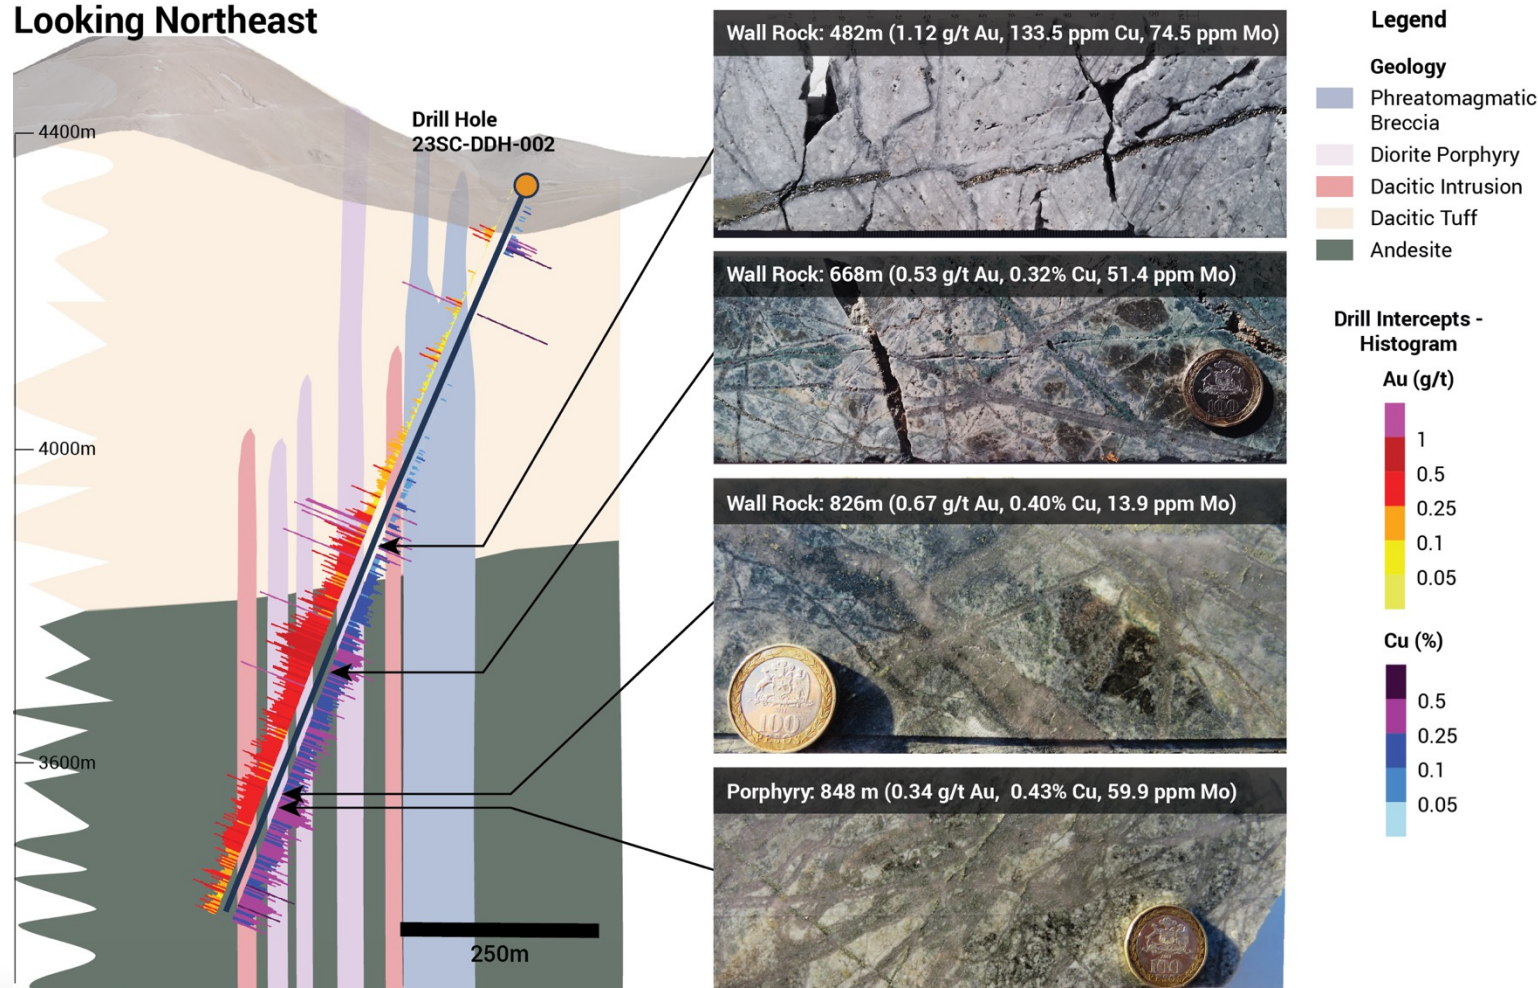 Looking Northeast
4400m
4000m
3600m
Drill Hole
23SC-DDH-002
250m
Wall Rock: 482m (1.12 g/t Au, 133.5 ppm Cu, 74.5 ppm Mo)
Wall Rock: 668m (0.53 g/t Au, 0.32% Cu, 51.4 ppm Mo)
Wall Rock: 826m (0.67 g/t Au, 0.40% Cu, 13.9 ppm Mo)
100
PESOS
Porphyry: 848 m (0.34 g/t Au,  0.43% Cu, 59.9 ppm Mo)
100
Legend
Geology
Phreatomagmatic
Breccia
Diorite Porphyry
Dacitic Intrusion
Dacitic Tuff
Andesite
Drill Intercepts -
Histogram
Au (g/t)
1
0.5
0.25
0.1
0.05
Cu (%)
0.5
0.25
0.1
0.05